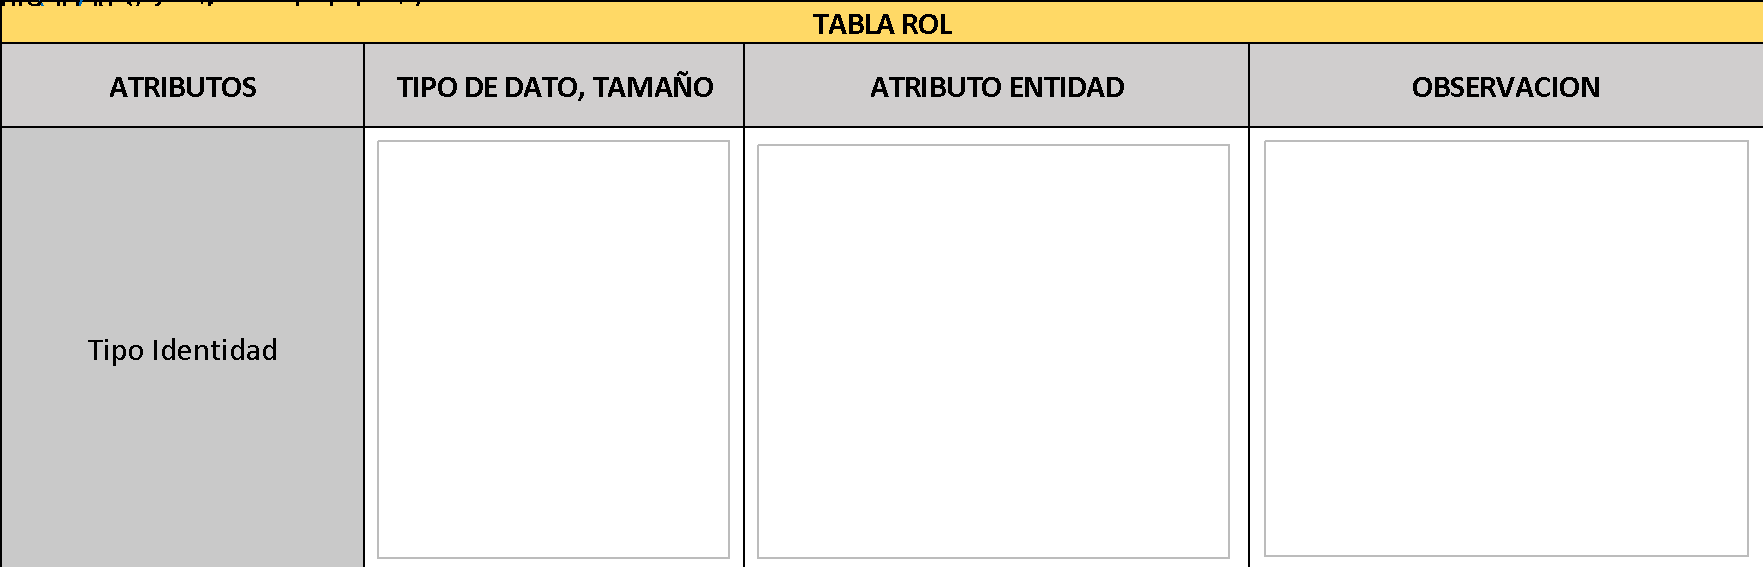 TABLA ROL
ATRIBUTOS
TIPO DE DATO, TAMAÑO
ATRIBUTO ENTIDAD
OBSERVACION
Tipo Identidad